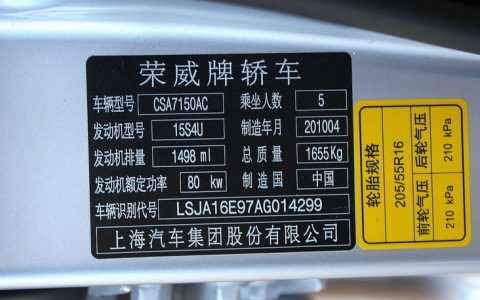 荣威牌轿车
车辆型号 CSA7150AC 乘坐人数 5
发动机型号 15S4U 制造年月 201004
发动机排量 1498 ml 总质量 1655Kg
发动机额定功率 80 kw 制造国 中国
车辆识别代号 LSJA16E97AG014299
上海汽车集团股份有限公司
轮胎规格
205/55R16
前轮气压 后轮气压
210 kPa 210 kPa